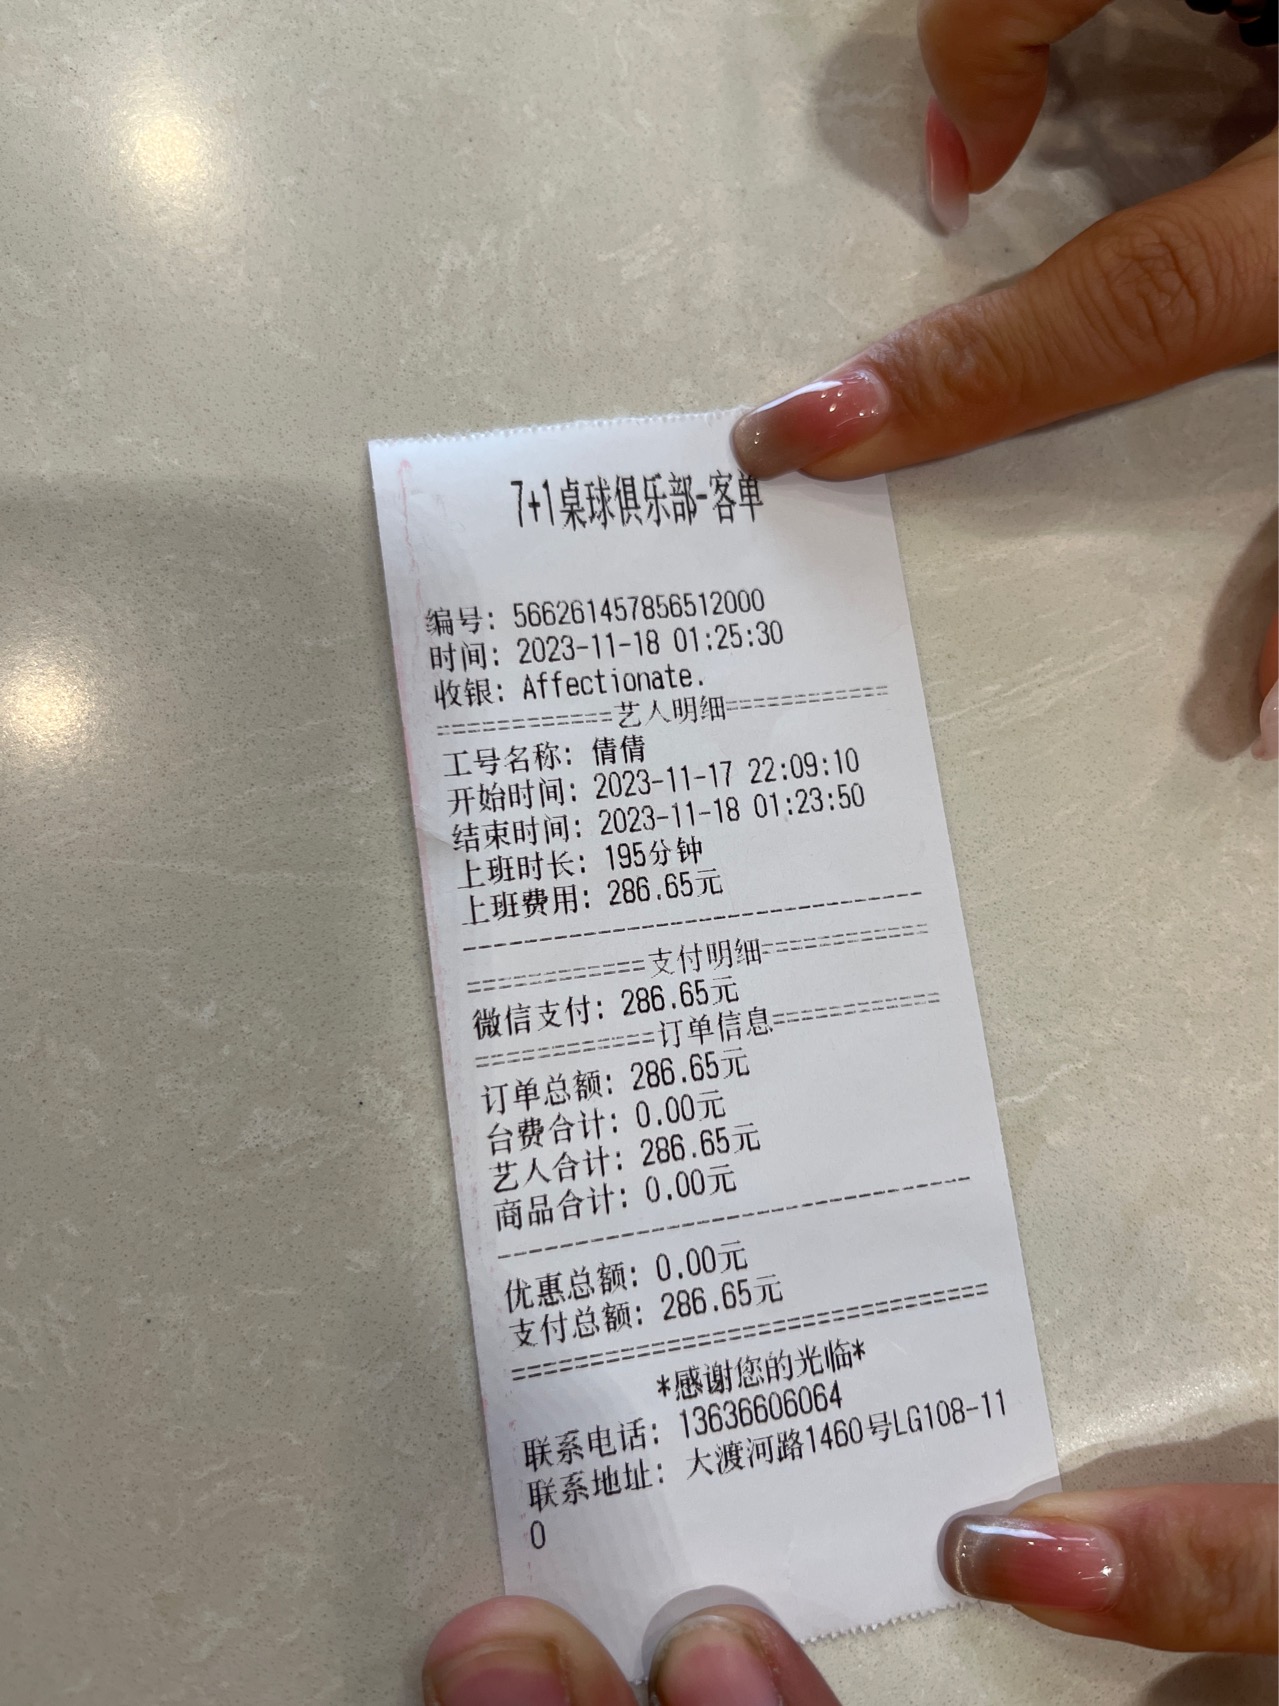 7+1桌球俱乐部-客单
编号: 566261457856512000
时间: 2023-11-18 01:25:30
收银: Affectionate.
============艺人明细============
工号名称: 倩倩
开始时间: 2023-11-17 22:09:10
结束时间: 2023-11-18 01:23:50
上班时长: 195分钟
上班费用: 286.65元
--------------------------------
============支付明细============
微信支付: 286.65元
============订单信息============
订单总额: 286.65元
台费合计: 0.00元
艺人合计: 286.65元
商品合计: 0.00元
--------------------------------
优惠总额: 0.00元
支付总额: 286.65元
================================
*感谢您的光临*
联系电话: 13636606064
联系地址: 大渡河路1460号LG108-11
0